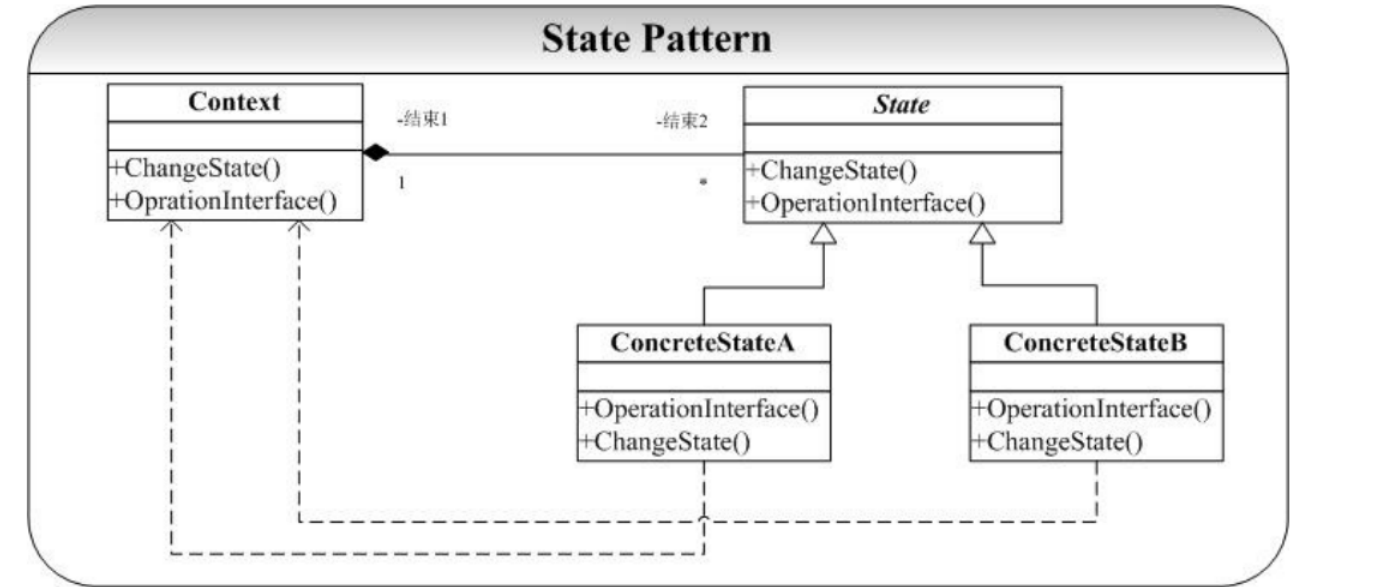 State Pattern
Context
+ChangeState()
+OprationInterface()
-结束1
1
-结束2
*
State
+ChangeState()
+OperationInterface()
ConcreteStateA
+OperationInterface()
+ChangeState()
ConcreteStateB
+OperationInterface()
+ChangeState()